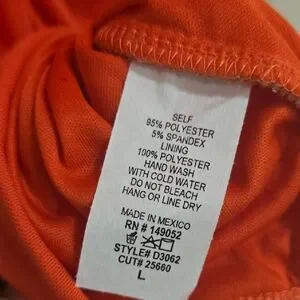 SELF
95% POLYESTER
5% SPANDEX
LINING
100% POLYESTER
HAND WASH
WITH COLD WATER
DO NOT BLEACH
HANG OR LINE DRY
MADE IN MEXICO
RN # 149052
STYLE# D3062
CUT# 25660
L